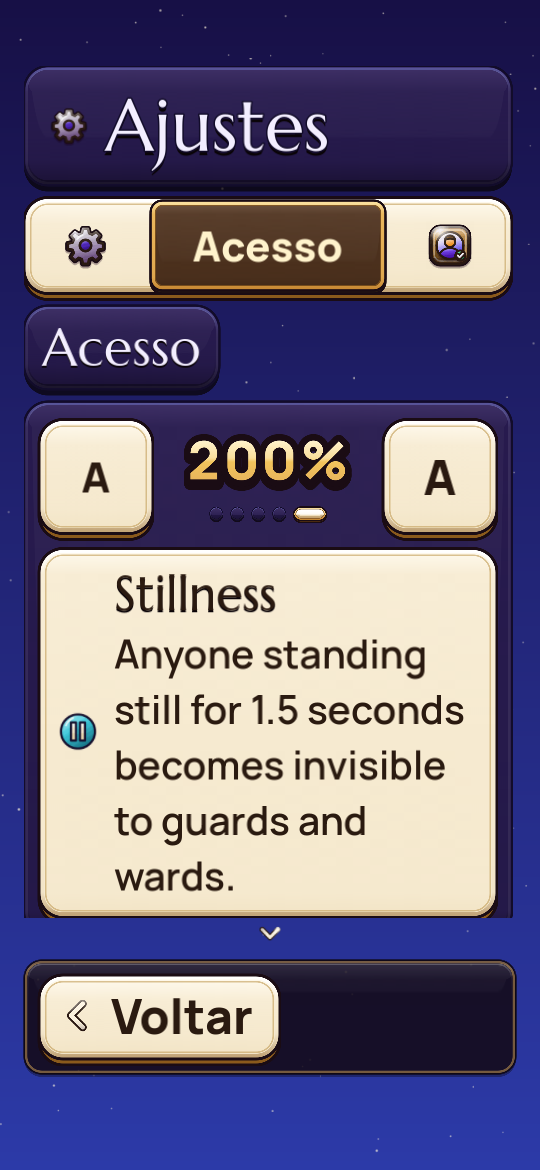 Ajustes
Acesso
Acesso
A
200%
A
Stillness
Anyone standing
still for 1.5 seconds
becomes invisible
to guards and
wards.
Voltar